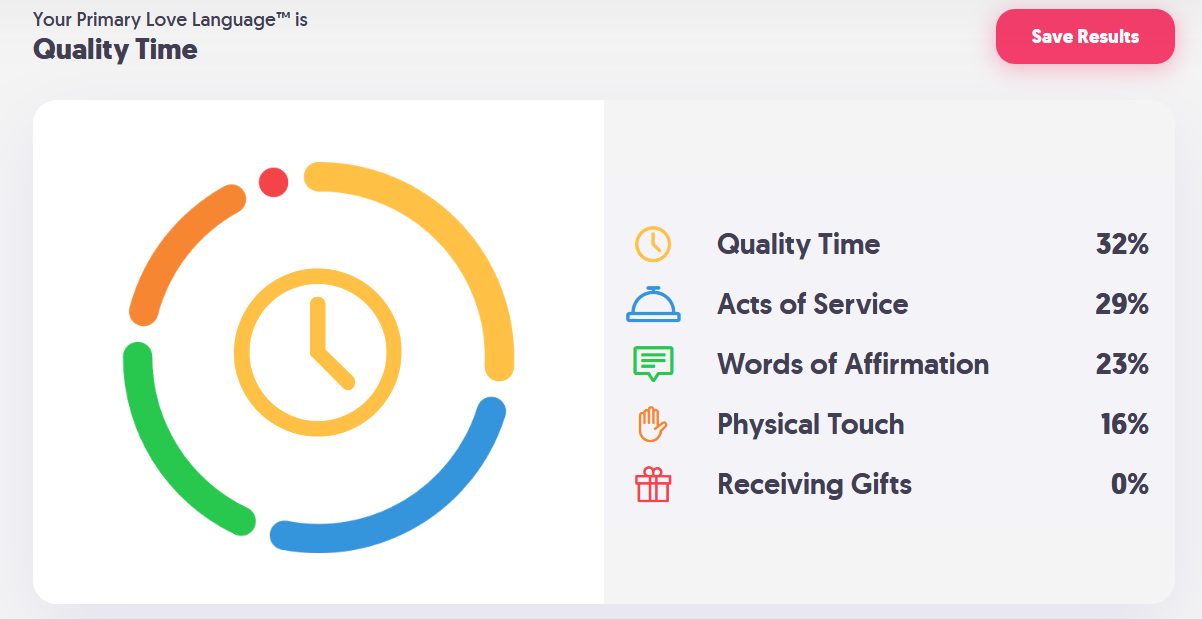 Your Primary Love Language™ is
Quality Time
Save Results
Quality Time 32%
Acts of Service 29%
Words of Affirmation 23%
Physical Touch 16%
Receiving Gifts 0%